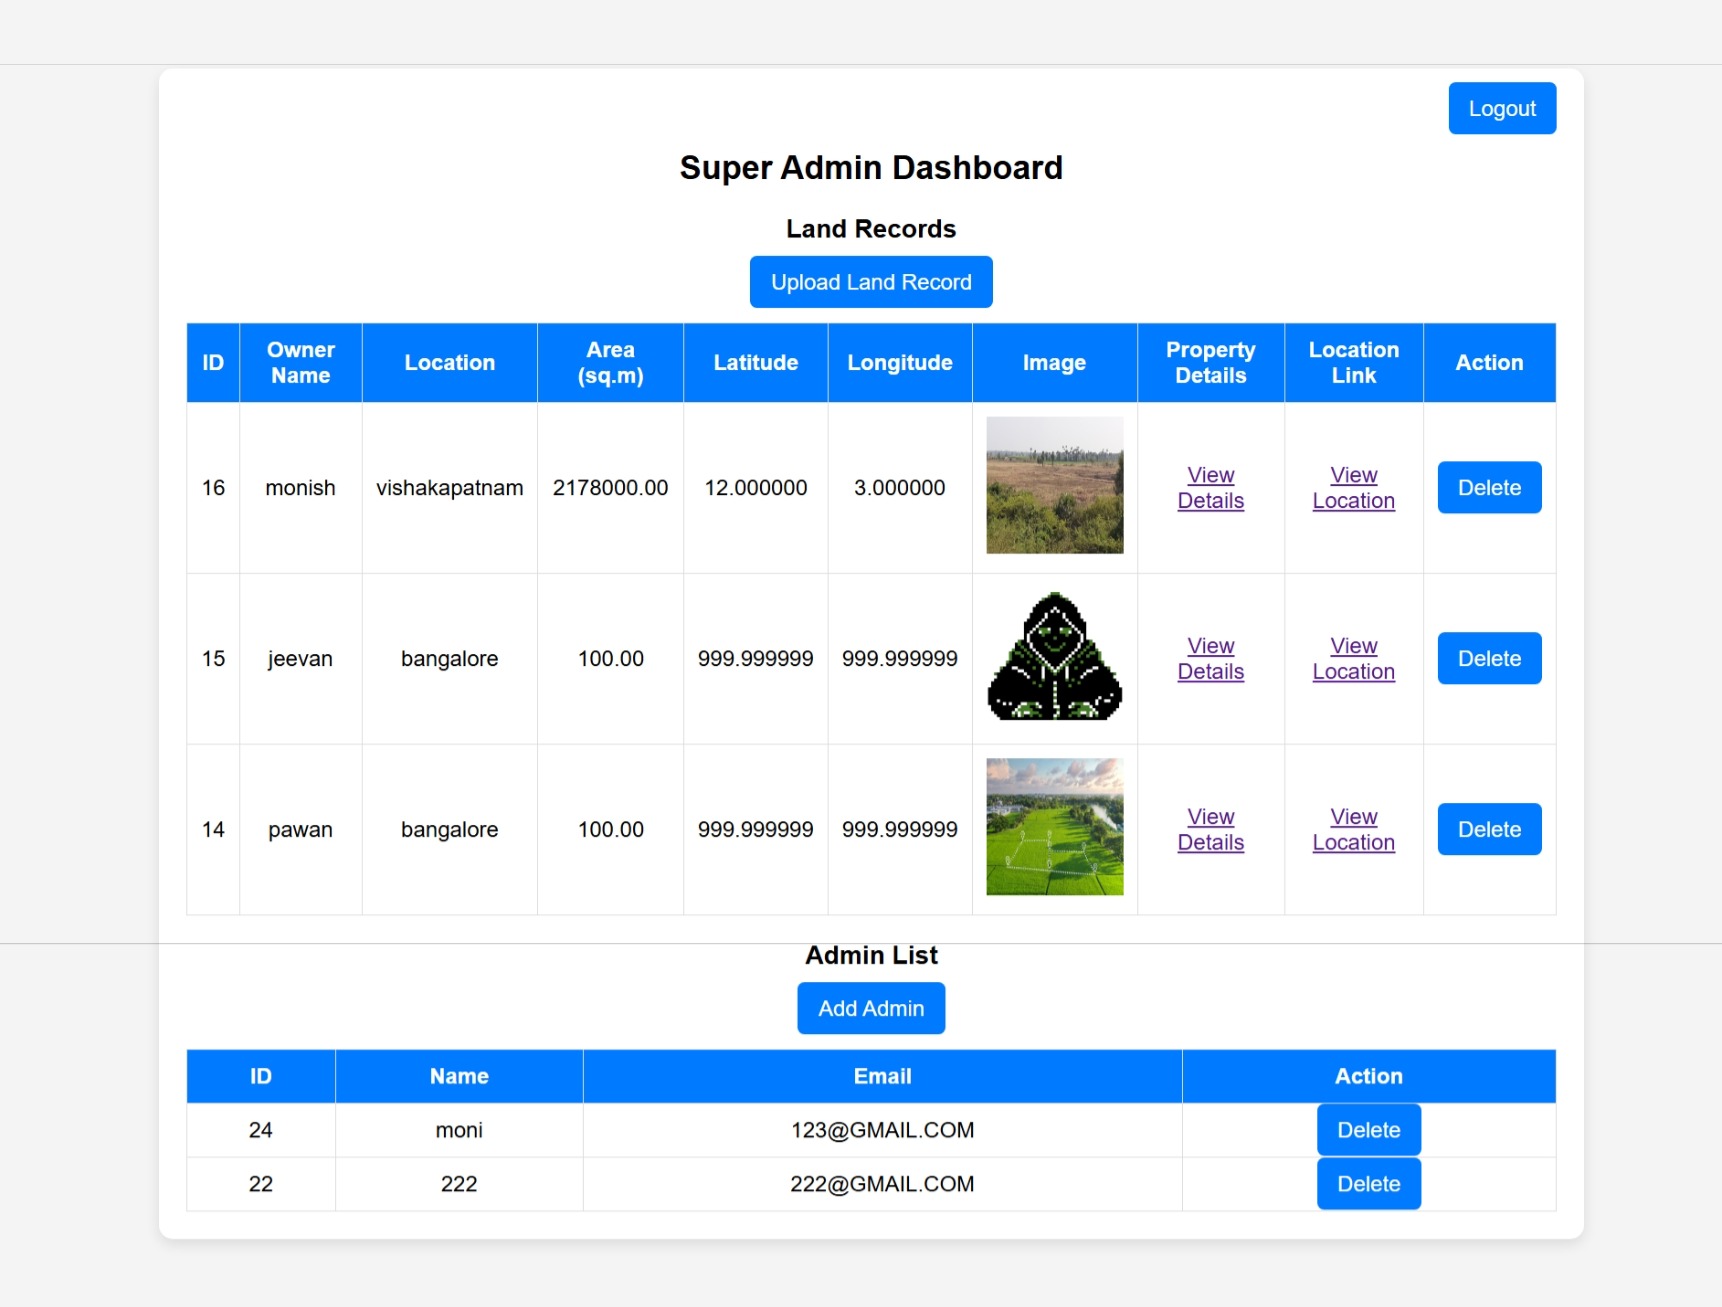 Logout
Super Admin Dashboard
Land Records
Upload Land Record
ID Owner Name Location Area (sq.m) Latitude Longitude Image Property Details Location Link Action
16 monish vishakapatnam 2178000.00 12.000000 3.000000 View Details View Location Delete
15 jeevan bangalore 100.00 999.999999 999.999999 View Details View Location Delete
14 pawan bangalore 100.00 999.999999 999.999999 View Details View Location Delete
Admin List
Add Admin
ID Name Email Action
24 moni 123@GMAIL.COM Delete
22 222 222@GMAIL.COM Delete